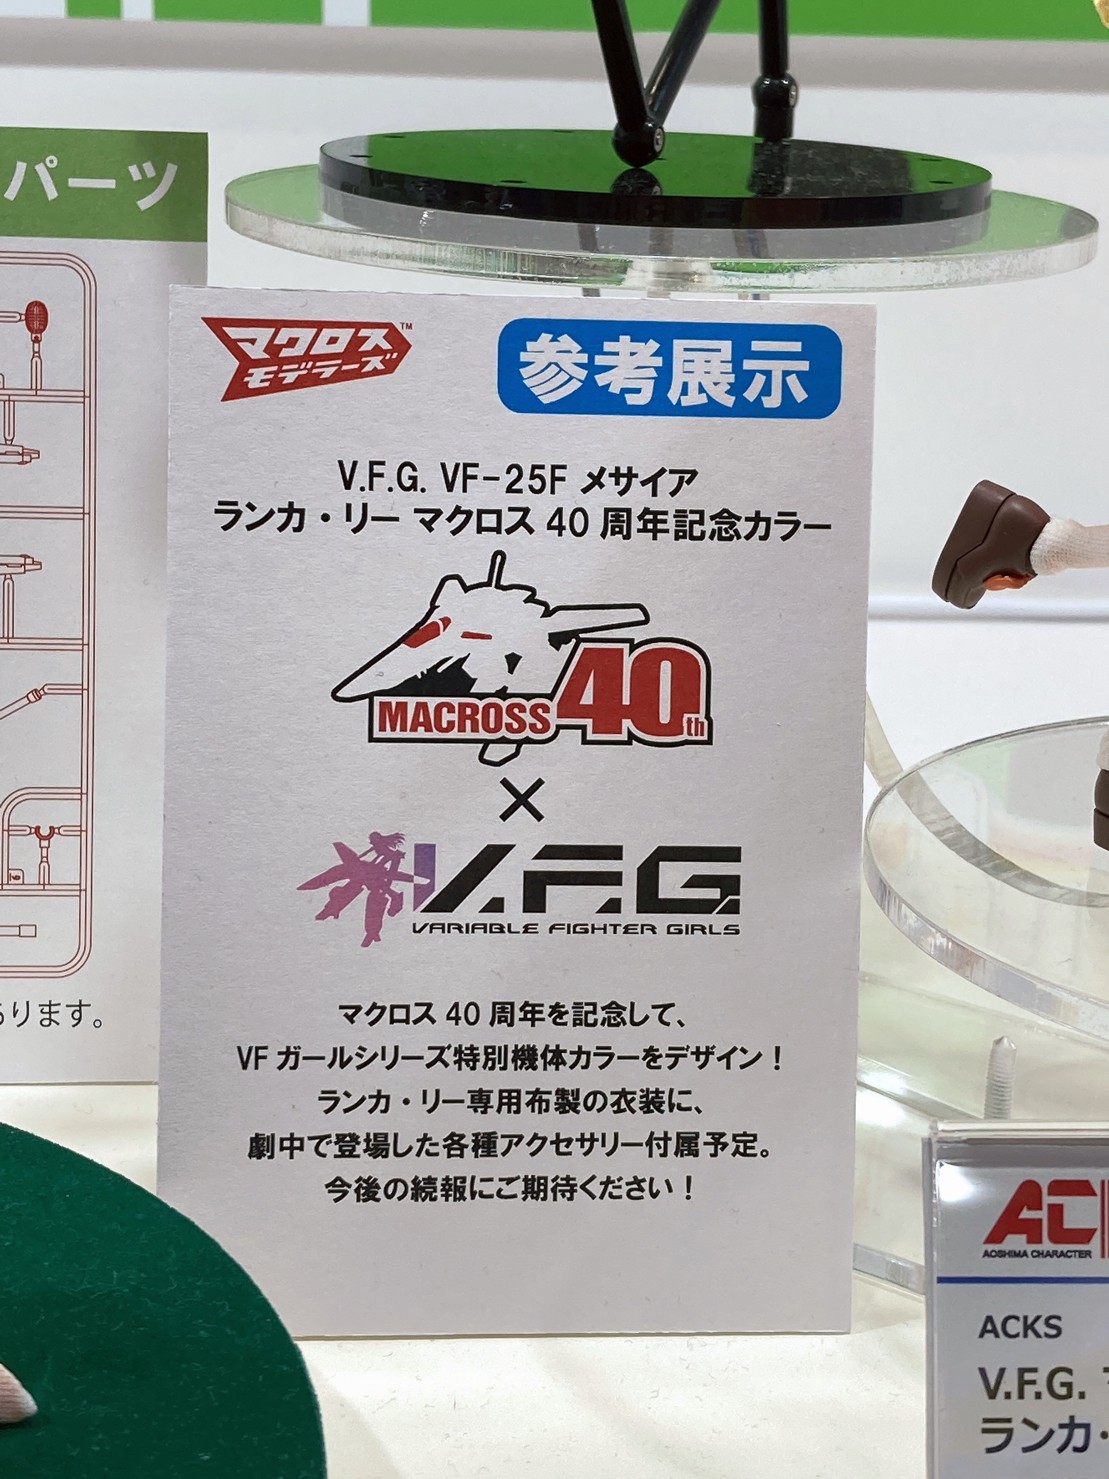 パーツ
マクロス™
モデラーズ
参考展示
V.F.G. VF-25F メサイア
ランカ・リー マクロス 40 周年記念カラー
MACROSS 40th
×
V.F.G.
VARIABLE FIGHTER GIRLS
マクロス 40 周年を記念して、
VF ガールシリーズ特別機体カラーをデザイン！
ランカ・リー専用布製の衣装に、
劇中で登場した各種アクセサリー付属予定。
今後の続報にご期待ください！
ります。
AC
AOSHIMA CHARACTER
ACKS
V.F.G.
ランカ・